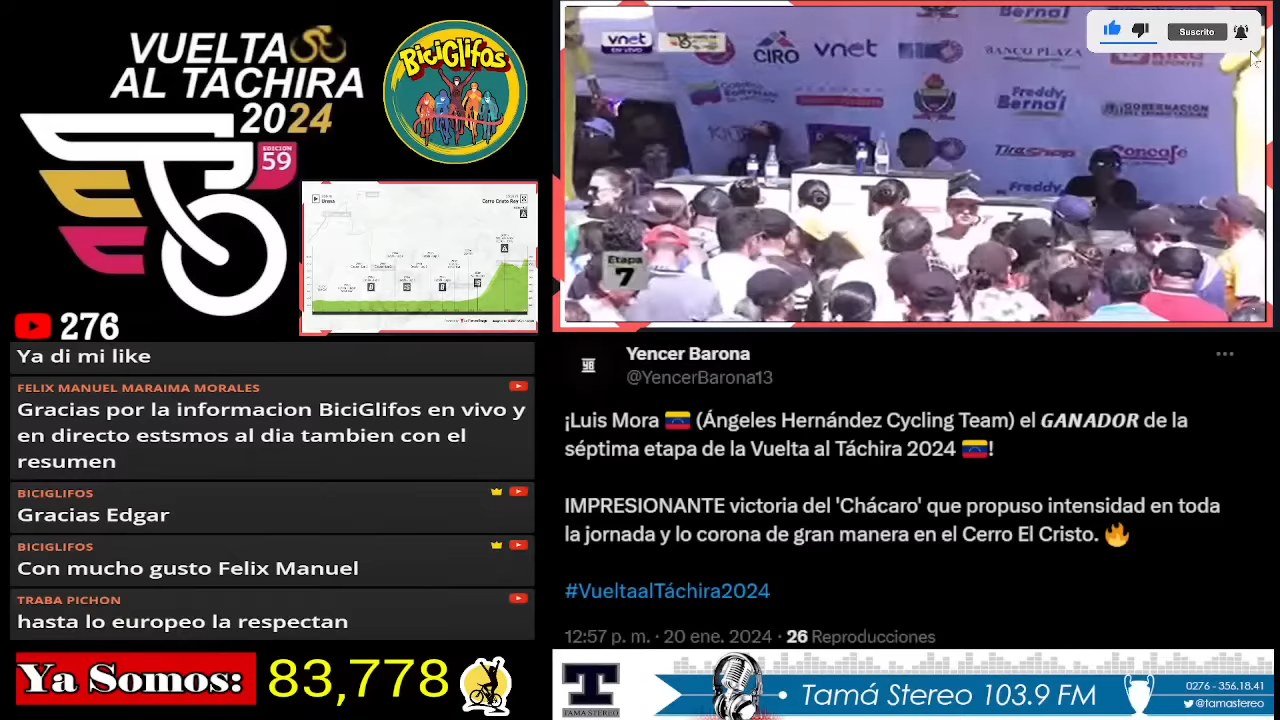 VUELTA
AL TACHIRA
2024
EDICION
59
BiciGlifos
276
Ya di mi like
FELIX MANUEL MARAIMA MORALES
Gracias por la informacion BiciGlifos en vivo y
en directo estsmos al dia tambien con el
resumen
BICIGLIFOS
Gracias Edgar
BICIGLIFOS
Con mucho gusto Felix Manuel
TRABA PICHON
hasta lo europeo la respectan
Ya Somos: 83,778
Suscrito
vnet
CIRO
vnet
BANCO PLAZA
Freddy
Bernal
GOBERNACIÓN
Concafé
Freddy
Etapa
7
Yencer Barona
@YencerBarona13
¡Luis Mora (Ángeles Hernández Cycling Team) el GANADOR de la
séptima etapa de la Vuelta al Táchira 2024 !
IMPRESIONANTE victoria del 'Chácaro' que propuso intensidad en toda
la jornada y lo corona de gran manera en el Cerro El Cristo.
#VueltaalTáchira2024
12:57 p. m. · 20 ene. 2024 · 26 Reproducciones
T
TAMA STEREO
Tamá Stereo 103.9 FM
0276 - 356.18.41
@tamastereo